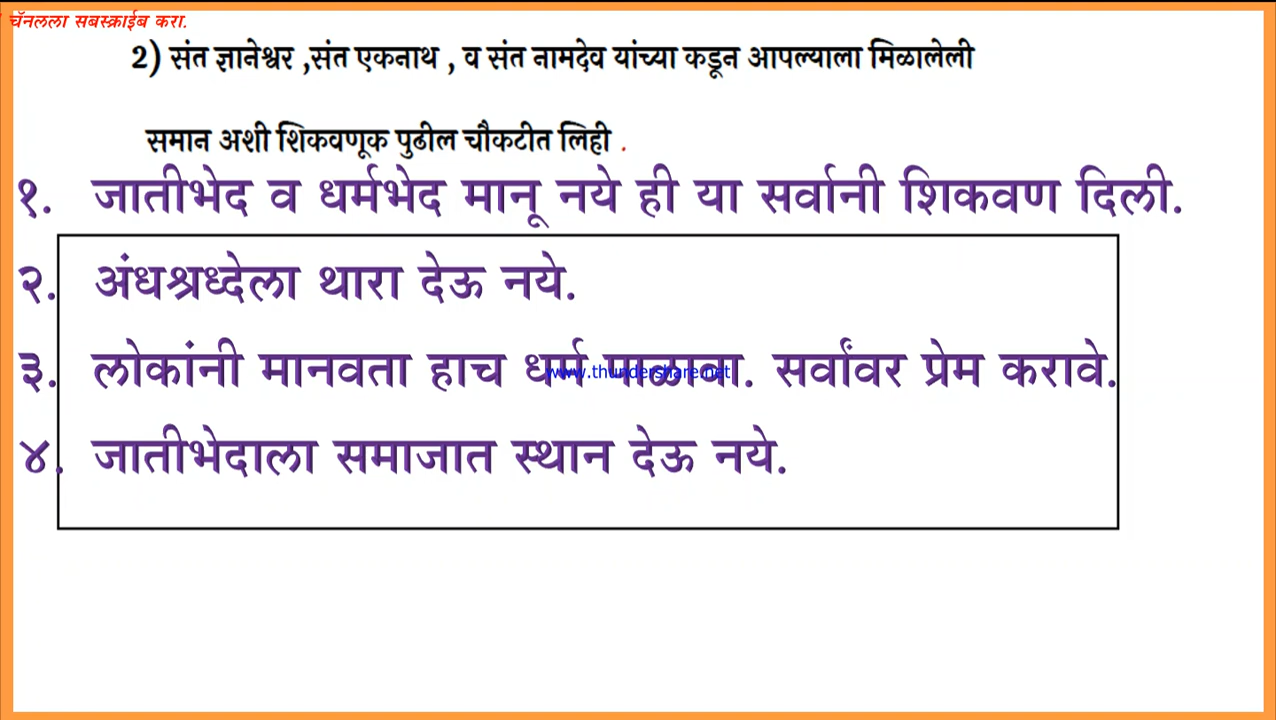 चॅनलला सबस्क्राईब करा.
2) संत ज्ञानेश्वर ,संत एकनाथ , व संत नामदेव यांच्या कडून आपल्याला मिळालेली
समान अशी शिकवणूक पुढील चौकटीत लिही .
१. जातीभेद व धर्मभेद मानू नये ही या सर्वानी शिकवण दिली.
२. अंधश्रध्देला थारा देऊ नये.
३. लोकांनी मानवता हाच धर्म पाळावा. सर्वांवर प्रेम करावे.
www.thundershare.net
४. जातीभेदाला समाजात स्थान देऊ नये.